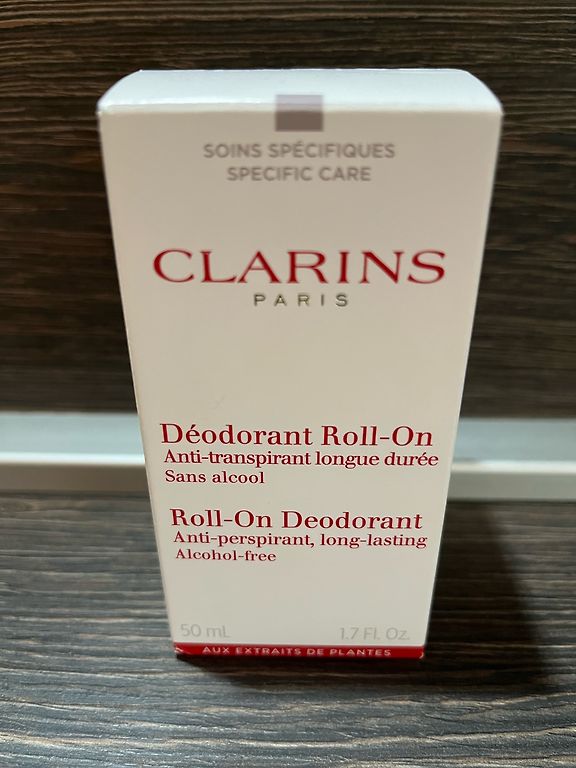 SOINS SPÉCIFIQUES
SPECIFIC CARE
CLARINS
PARIS
Déodorant Roll-On
Anti-transpirant longue durée
Sans alcool
Roll-On Deodorant
Anti-perspirant, long-lasting
Alcohol-free
50 mL 1.7 Fl. Oz.
AUX EXTRAITS DE PLANTES